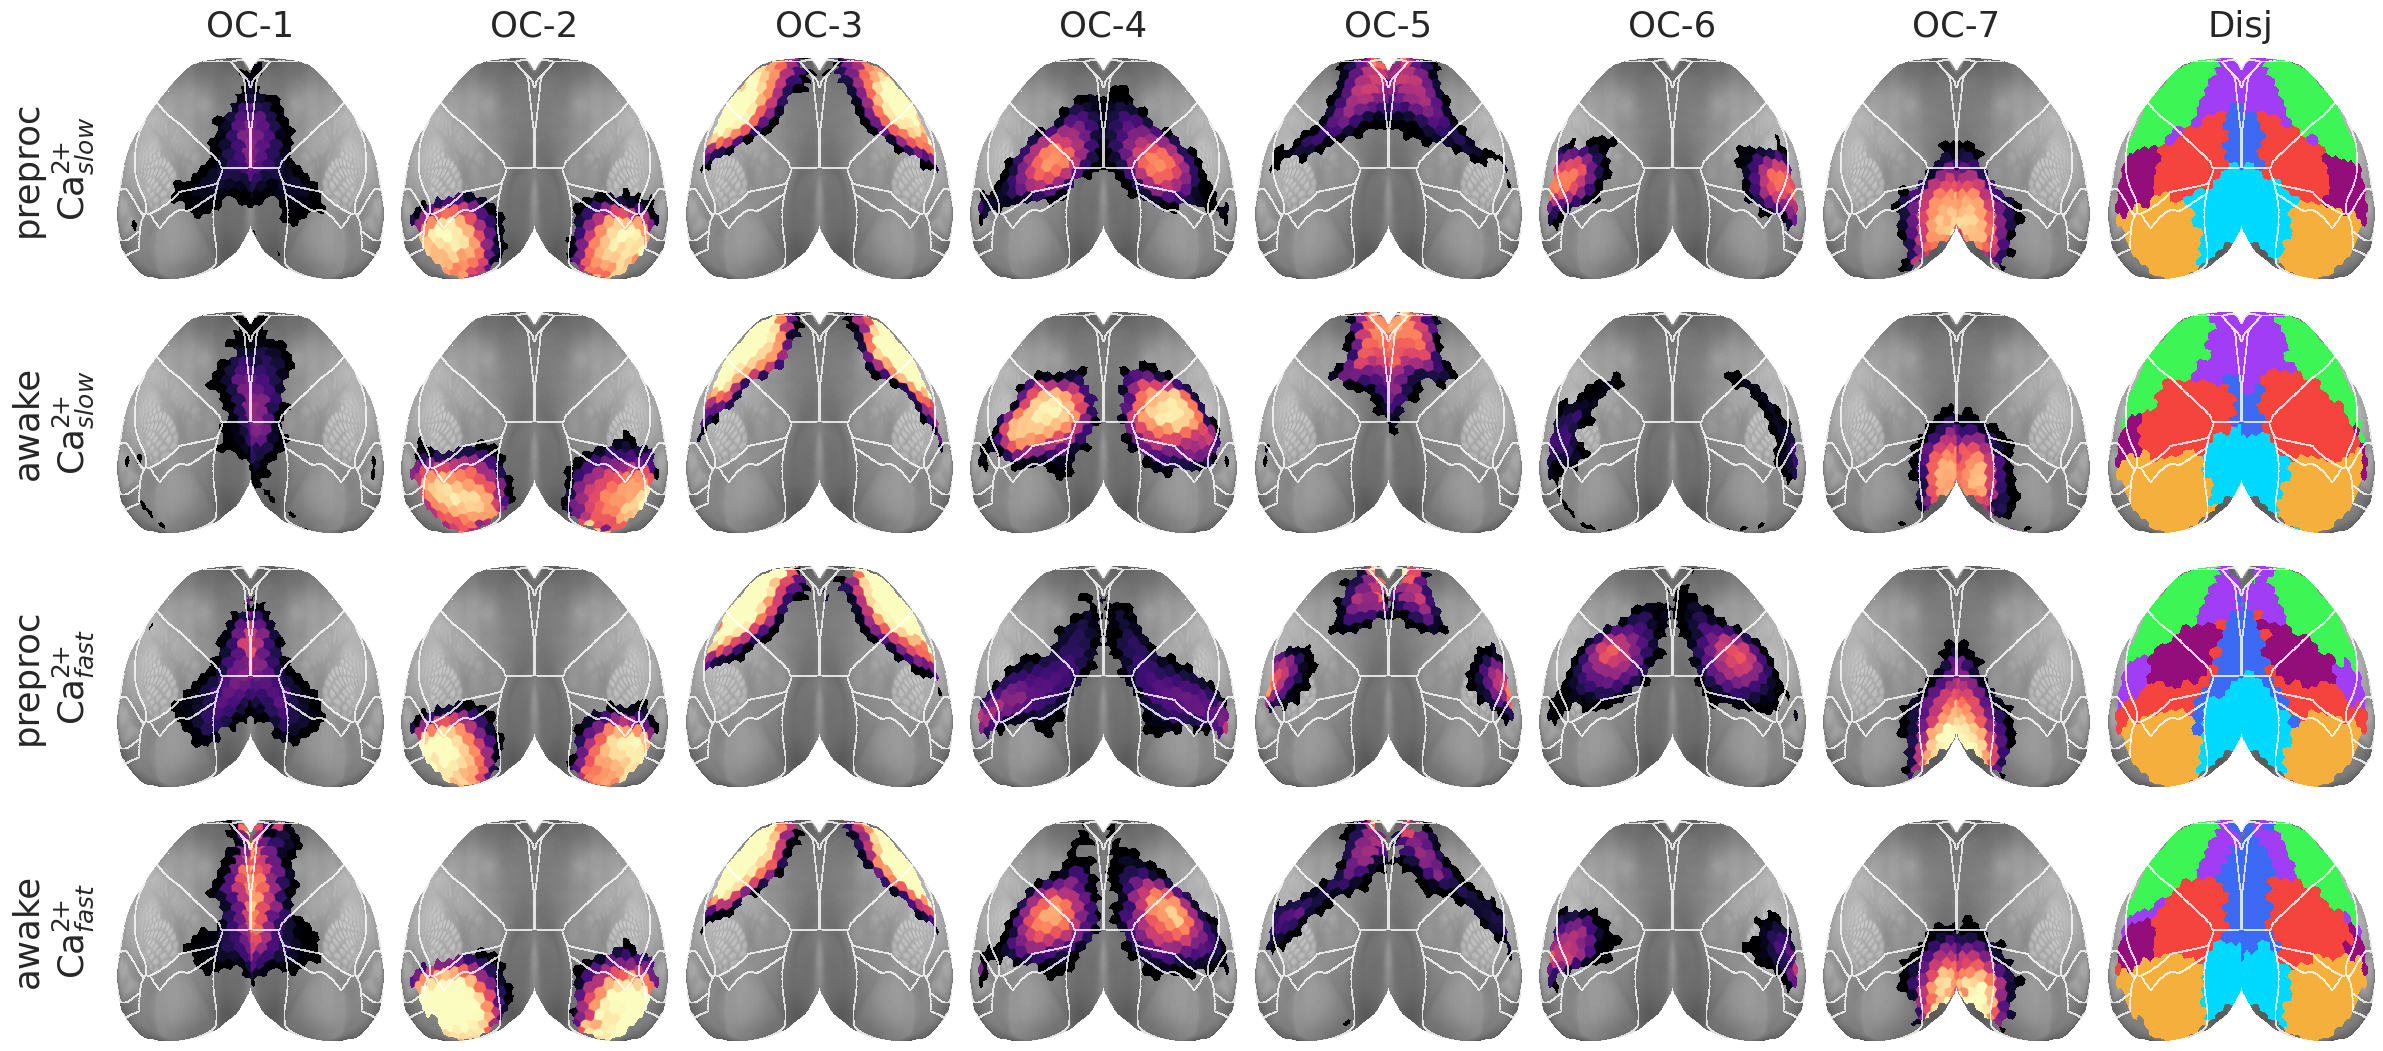 OC-1 OC-2 OC-3 OC-4 OC-5 OC-6 OC-7 Disj
preproc
Ca²⁺slow
awake
Ca²⁺slow
preproc
Ca²⁺fast
awake
Ca²⁺fast